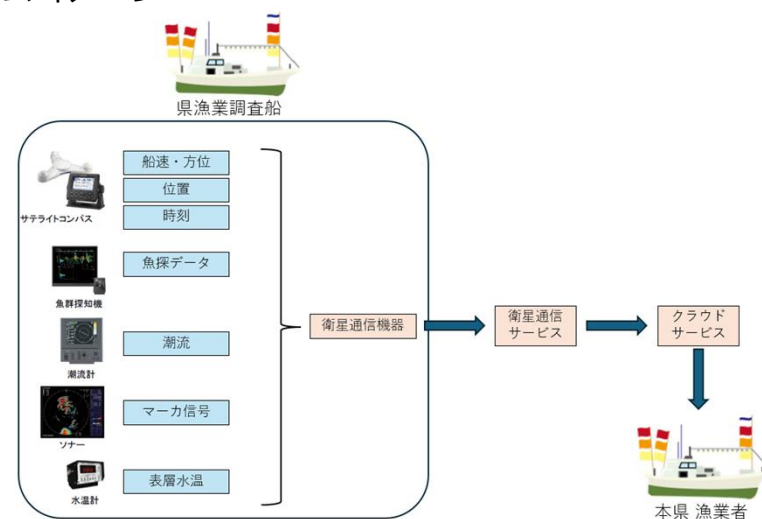 県漁業調査船
船速・方位
位置
時刻
サテライトコンパス
魚探データ
魚群探知機
潮流
潮流計
マーカ信号
ソナー
表層水温
水温計
衛星通信機器
衛星通信
サービス
クラウド
サービス
本県 漁業者